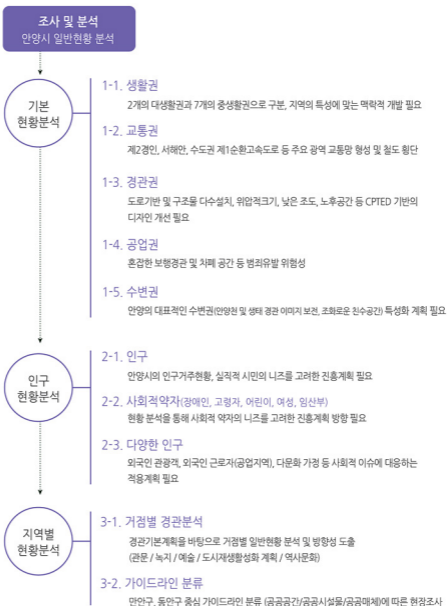 조사 및 분석
안양시 일반현황 분석
기본
현황분석
1-1. 생활권
2개의 대생활권과 7개의 중생활권으로 구분, 지역의 특성에 맞는 맥락적 개발 필요
1-2. 교통권
제2경인, 서해안, 수도권 제1순환고속도로 등 주요 광역 교통망 형성 및 철도 횡단
1-3. 경관권
도로기반 및 구조물 다수설치, 위압적크기, 낮은 조도, 노후공간 등 CPTED 기반의
디자인 개선 필요
1-4. 공업권
혼잡한 보행경관 및 차폐 공간 등 범죄유발 위험성
1-5. 수변권
안양의 대표적인 수변권(안양천 및 생태 경관 이미지 보전, 조화로운 친수공간) 특성화 계획 필요
인구
현황분석
2-1. 인구
안양시의 인구거주현황, 실직적 시민의 니즈를 고려한 진흥계획 필요
2-2. 사회적약자(장애인, 고령자, 어린이, 여성, 임산부)
현황 분석을 통해 사회적 약자의 니즈를 고려한 진흥계획 방향 필요
2-3. 다양한 인구
외국인 관광객, 외국인 근로자(공업지역), 다문화 가정 등 사회적 이슈에 대응하는
적용계획 필요
지역별
현황분석
3-1. 거점별 경관분석
경관기본계획을 바탕으로 거점별 일반현황 분석 및 방향성 도출
(관문 / 녹지 / 예술 / 도시재생활성화 계획 / 역사문화)
3-2. 가이드라인 분류
만안구, 동안구 중심 가이드라인 분류 (공공공간/공공시설물/공공매체)에 따른 현장조사